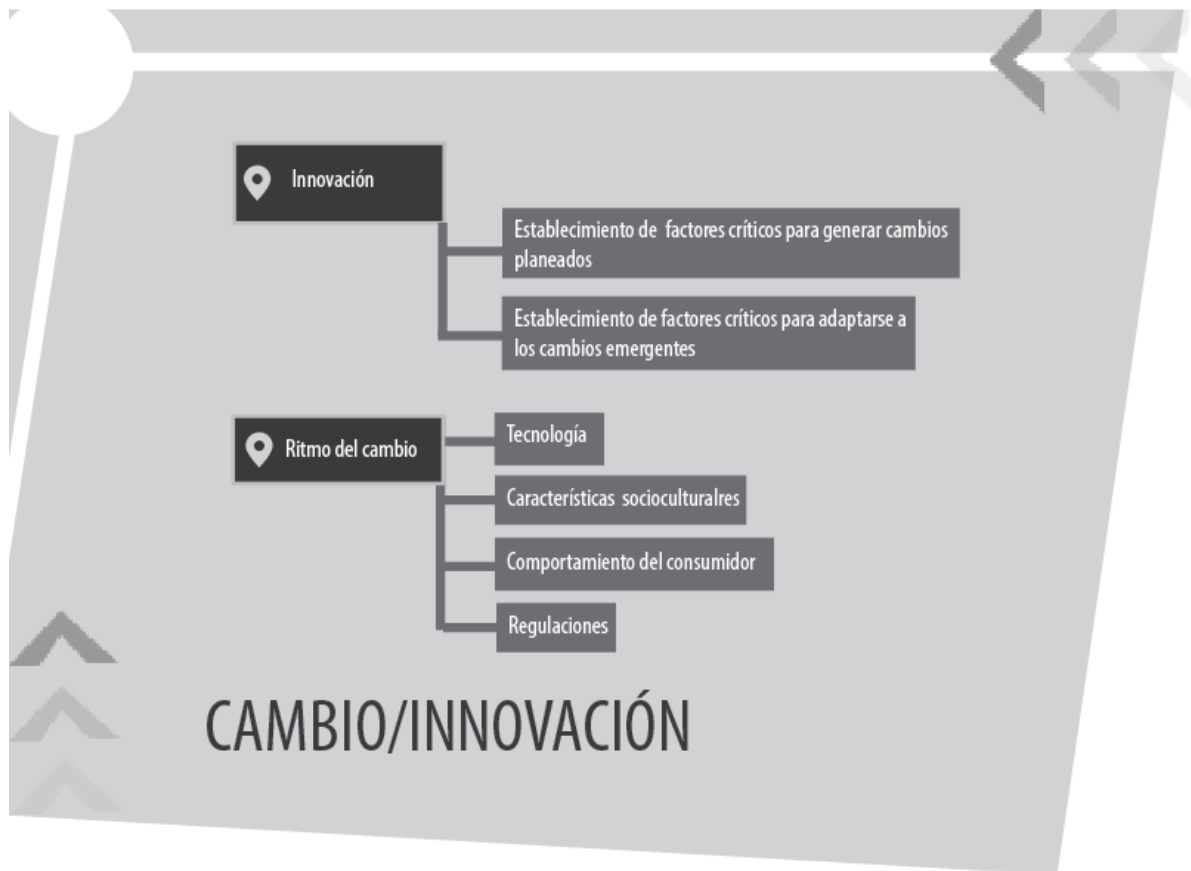 Innovación
Establecimiento de factores críticos para generar cambios
planeados
Establecimiento de factores críticos para adaptarse a
los cambios emergentes
Ritmo del cambio
Tecnología
Características socioculturalres
Comportamiento del consumidor
Regulaciones
CAMBIO/INNOVACIÓN